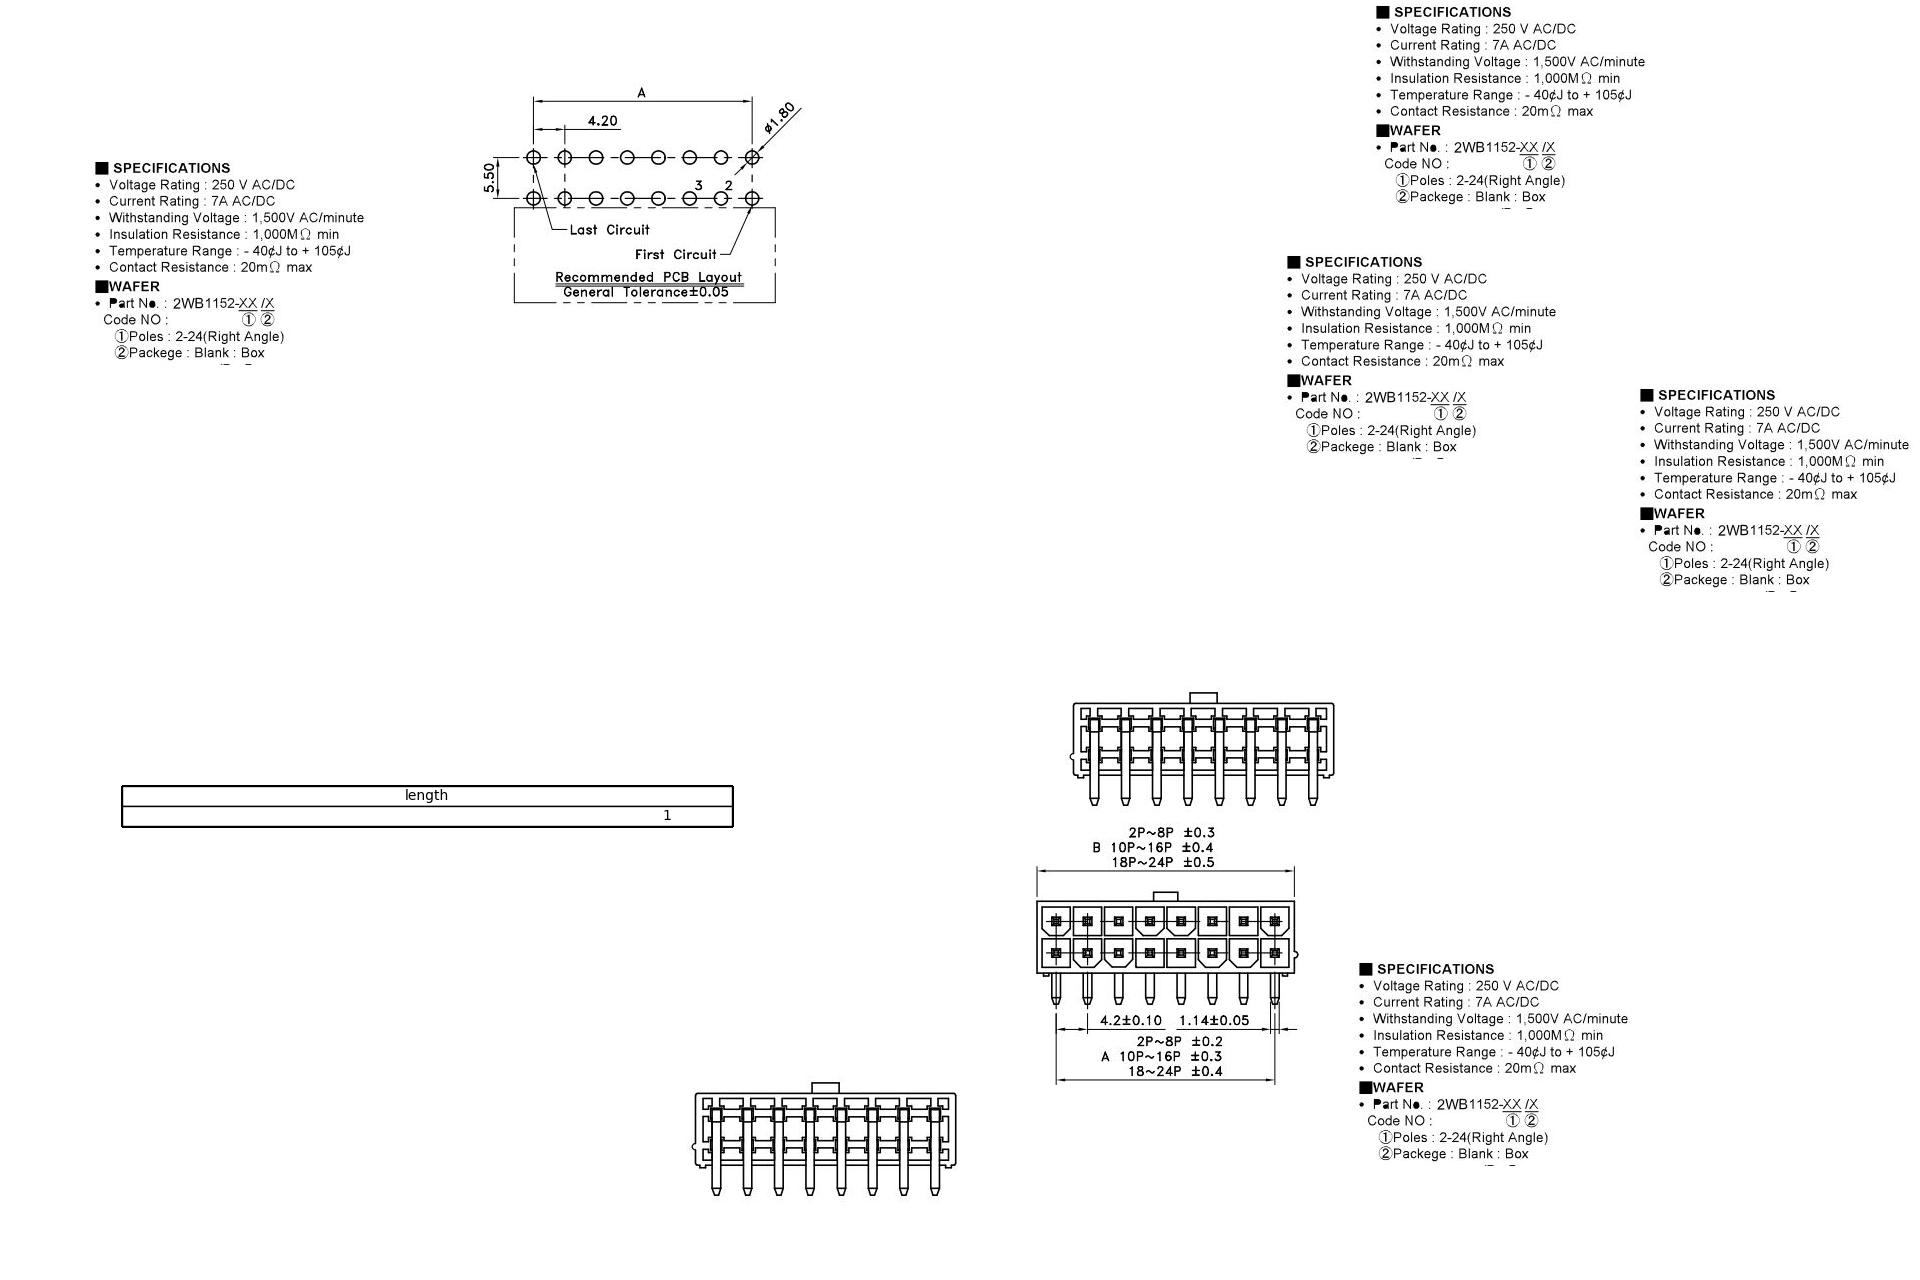 ■ SPECIFICATIONS
• Voltage Rating : 250 V AC/DC
• Current Rating : 7A AC/DC
• Withstanding Voltage : 1,500V AC/minute
• Insulation Resistance : 1,000MΩ min
• Temperature Range : - 40¢J to + 105¢J
• Contact Resistance : 20mΩ max
■WAFER
• Part No. : 2WB1152-XX /X
Code NO : ① ②
①Poles : 2-24(Right Angle)
②Packege : Blank : Box
A
4.20
ø1.80
5.50
3 2
Last Circuit
First Circuit
Recommended PCB Layout
General Tolerance±0.05
■ SPECIFICATIONS
• Voltage Rating : 250 V AC/DC
• Current Rating : 7A AC/DC
• Withstanding Voltage : 1,500V AC/minute
• Insulation Resistance : 1,000MΩ min
• Temperature Range : - 40¢J to + 105¢J
• Contact Resistance : 20mΩ max
■WAFER
• Part No. : 2WB1152-XX /X
Code NO : ① ②
①Poles : 2-24(Right Angle)
②Packege : Blank : Box
■ SPECIFICATIONS
• Voltage Rating : 250 V AC/DC
• Current Rating : 7A AC/DC
• Withstanding Voltage : 1,500V AC/minute
• Insulation Resistance : 1,000MΩ min
• Temperature Range : - 40¢J to + 105¢J
• Contact Resistance : 20mΩ max
■WAFER
• Part No. : 2WB1152-XX /X
Code NO : ① ②
①Poles : 2-24(Right Angle)
②Packege : Blank : Box
■ SPECIFICATIONS
• Voltage Rating : 250 V AC/DC
• Current Rating : 7A AC/DC
• Withstanding Voltage : 1,500V AC/minute
• Insulation Resistance : 1,000MΩ min
• Temperature Range : - 40¢J to + 105¢J
• Contact Resistance : 20mΩ max
■WAFER
• Part No. : 2WB1152-XX /X
Code NO : ① ②
①Poles : 2-24(Right Angle)
②Packege : Blank : Box
length
1
2P~8P ±0.3
B 10P~16P ±0.4
18P~24P ±0.5
4.2±0.10 1.14±0.05
2P~8P ±0.2
A 10P~16P ±0.3
18~24P ±0.4
■ SPECIFICATIONS
• Voltage Rating : 250 V AC/DC
• Current Rating : 7A AC/DC
• Withstanding Voltage : 1,500V AC/minute
• Insulation Resistance : 1,000MΩ min
• Temperature Range : - 40¢J to + 105¢J
• Contact Resistance : 20mΩ max
■WAFER
• Part No. : 2WB1152-XX /X
Code NO : ① ②
①Poles : 2-24(Right Angle)
②Packege : Blank : Box